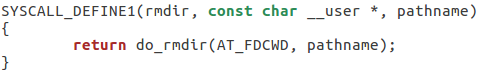 SYSCALL_DEFINE1(rmdir, const char __user *, pathname)
{
        return do_rmdir(AT_FDCWD, pathname);
}